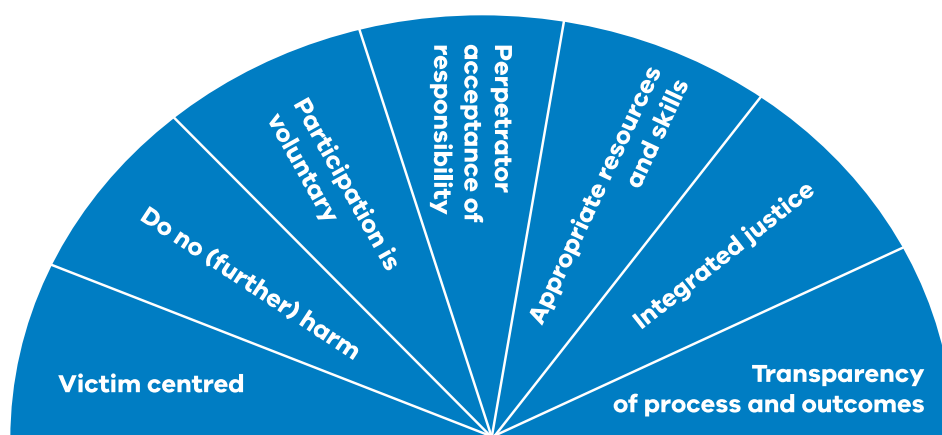 Victim centred
Do no (further) harm
Participation is
voluntary
Perpetrator
acceptance of
responsibility
Appropriate resources
and skills
Integrated justice
Transparency
of process and outcomes